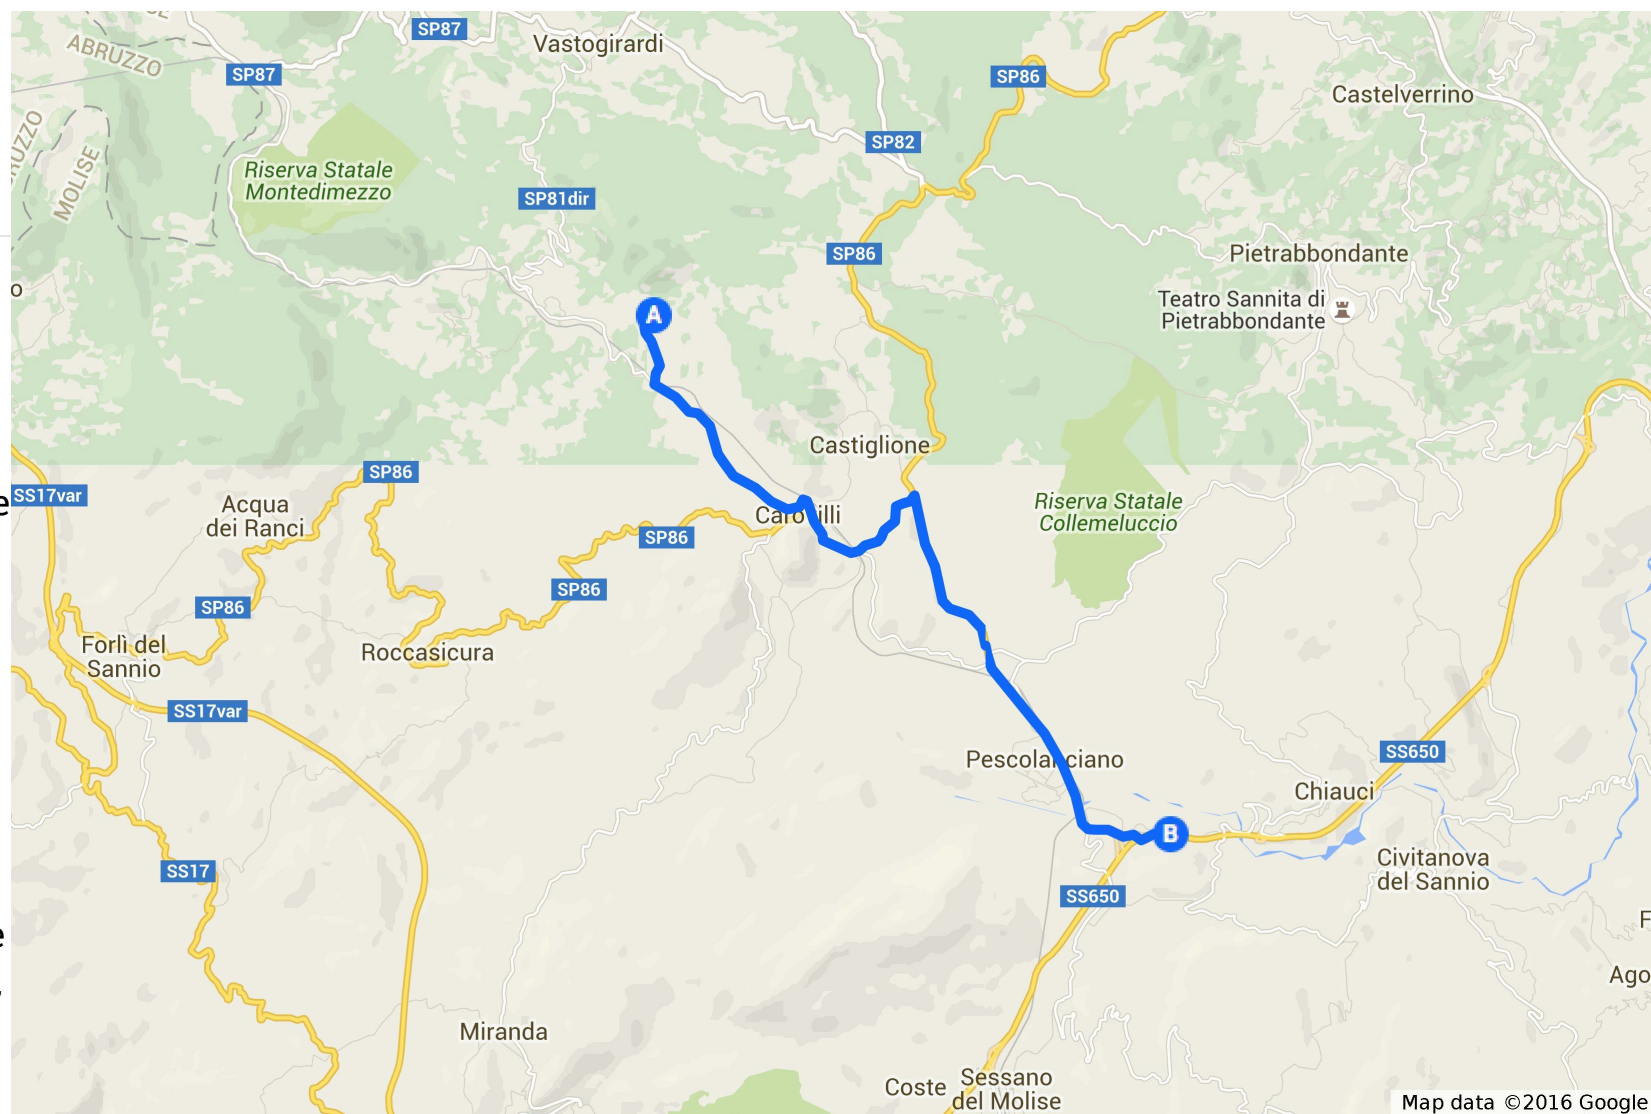 SP87
Vastogirardi
ABRUZZO
SP87
SP86
Castelverrino
SP82
MOLISE
Riserva Statale
Montedimezzo
SP81dir
SP86
Pietrabbondante
Teatro Sannita di
Pietrabbondante
A
Castiglione
SP86
SS17var
Acqua
dei Ranci
Riserva Statale
Collemeluccio
SP86
SP86
SP86
Forlì del
Sannio
Roccasicura
SS17var
SS650
Chiauci
B
Civitanova
del Sannio
SS17
SS650
Miranda
Coste
Sessano
del Molise
Map data ©2016 Google